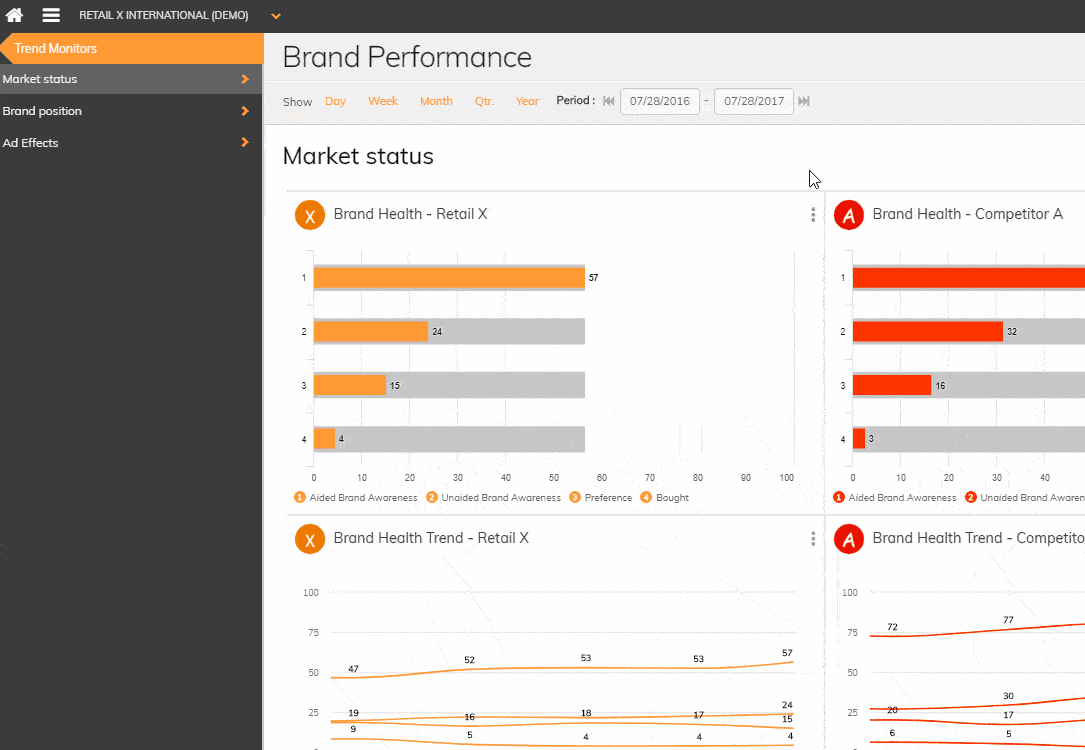 RETAIL X INTERNATIONAL (DEMO)
Trend Monitors
Market status
Brand position
Ad Effects
Brand Performance
Show Day Week Month Qtr. Year Period : 07/28/2016 - 07/28/2017
Market status
X Brand Health - Retail X
1 57
2 24
3 15
4 4
0 10 20 30 40 50 60 70 80 90 100
1 Aided Brand Awareness 2 Unaided Brand Awareness 3 Preference 4 Bought
A Brand Health - Competitor A
1
2 32
3 16
4 3
0 10 20 30 40
1 Aided Brand Awareness 2 Unaided Brand Awaren
X Brand Health Trend - Retail X
100
75
50
25
47 52 53 53 57
19 16 18 17 24
15
9 5 4 4 4
A Brand Health Trend - Competito
100
75
50
25
72 77
20 30
17
6 5